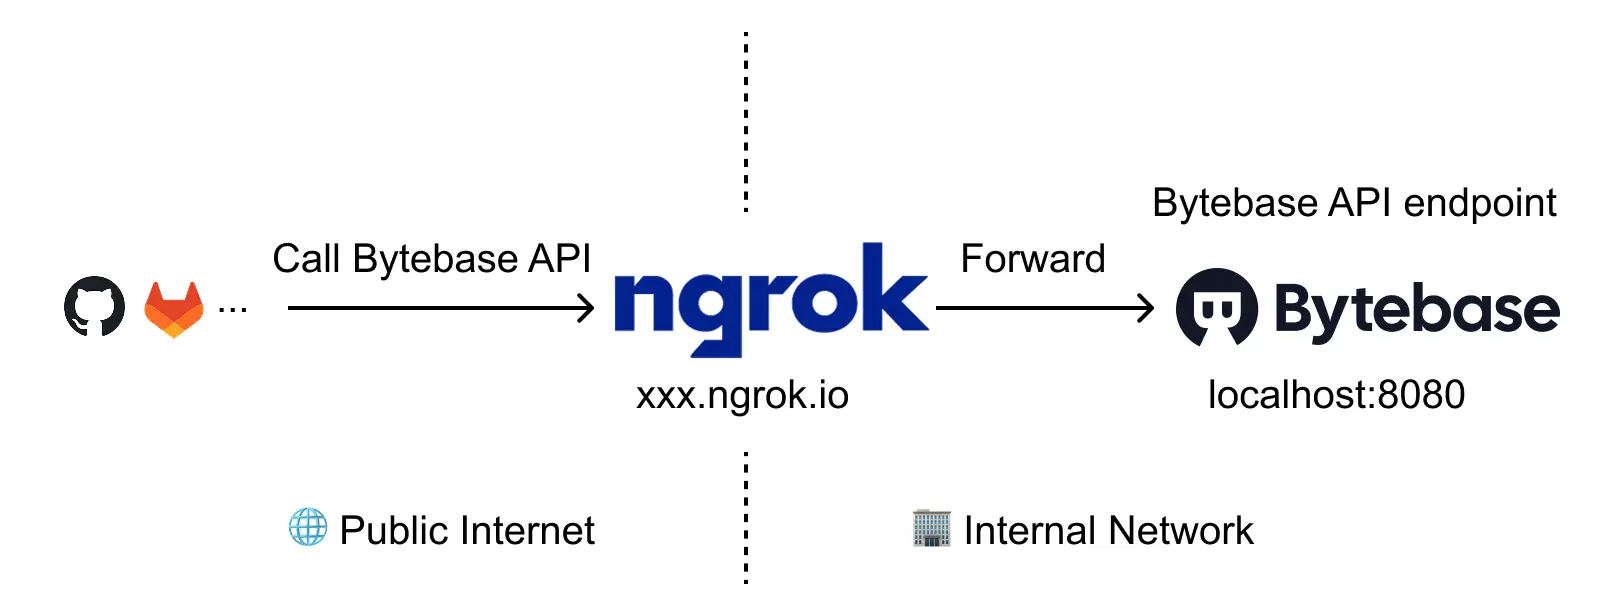 Bytebase API endpoint
Call Bytebase API
Forward
...
ngrok
Bytebase
xxx.ngrok.io
localhost:8080
Public Internet
Internal Network